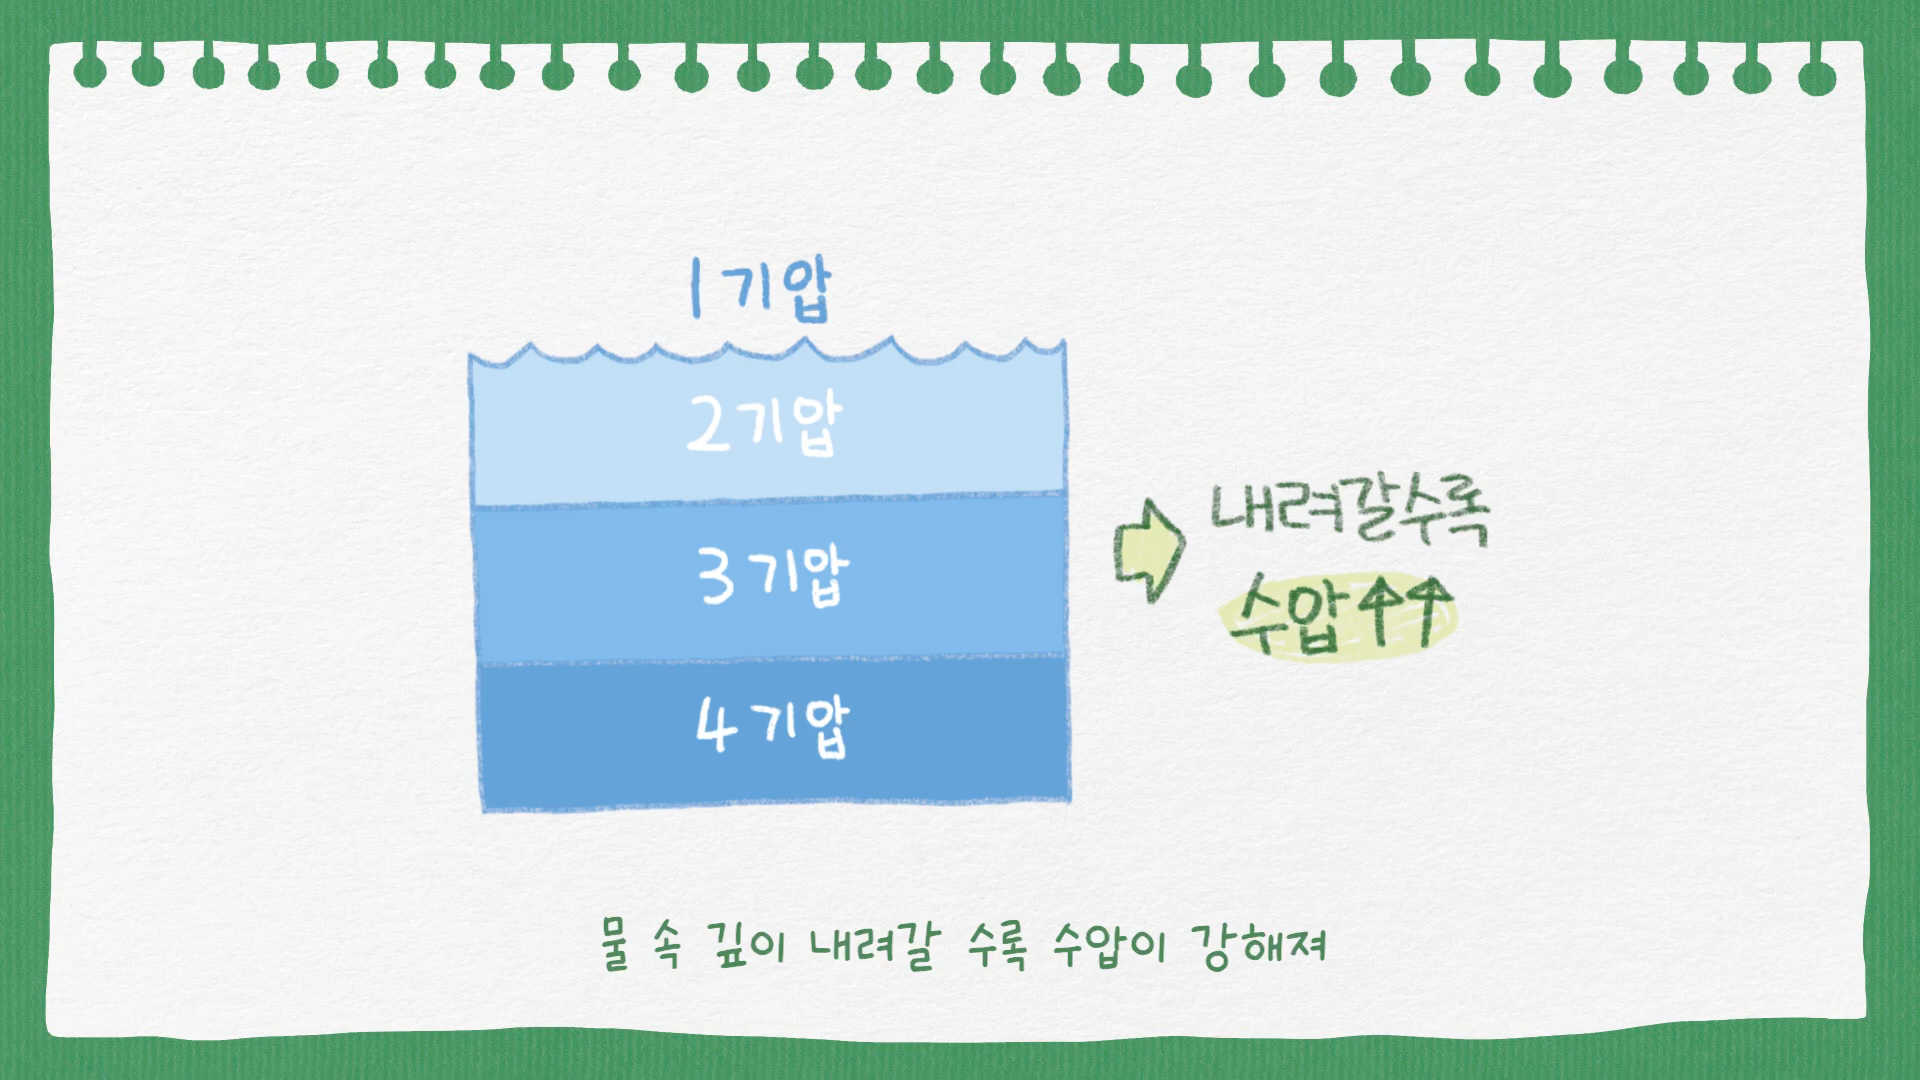 1기압
2기압
3기압
4기압
내려갈수록
수압↑↑
물 속 깊이 내려갈 수록 수압이 강해져